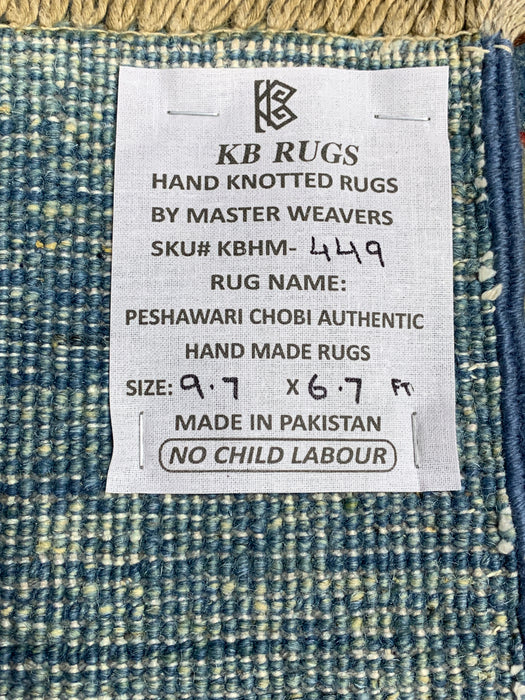 KB
KB RUGS
HAND KNOTTED RUGS
BY MASTER WEAVERS
SKU# KBHM- 449
RUG NAME:
PESHAWARI CHOBI AUTHENTIC
HAND MADE RUGS
SIZE: 9.7 X 6.7 FT
MADE IN PAKISTAN
NO CHILD LABOUR